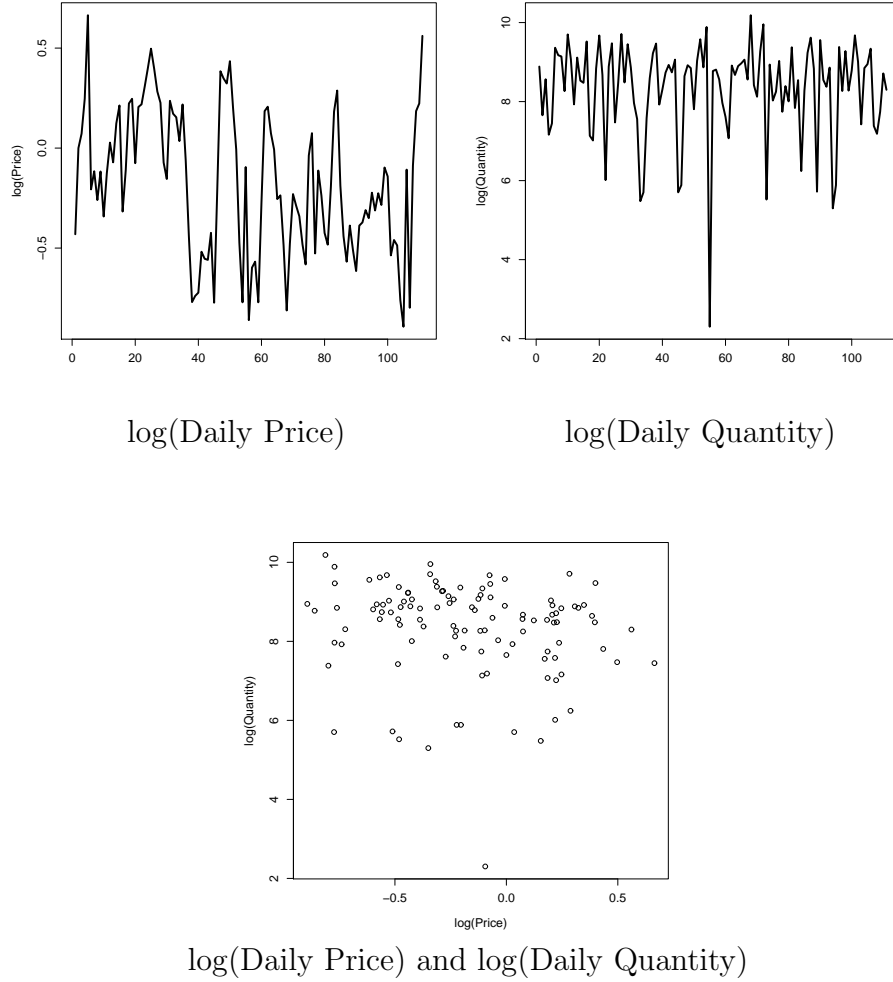 log(Price)
0.5
0.0
−0.5
0 20 40 60 80 100
log(Quantity)
10
8
6
4
2
0 20 40 60 80 100
log(Daily Price)
log(Daily Quantity)
log(Quantity)
10
8
6
4
2
−0.5 0.0 0.5
log(Price)
log(Daily Price) and log(Daily Quantity)